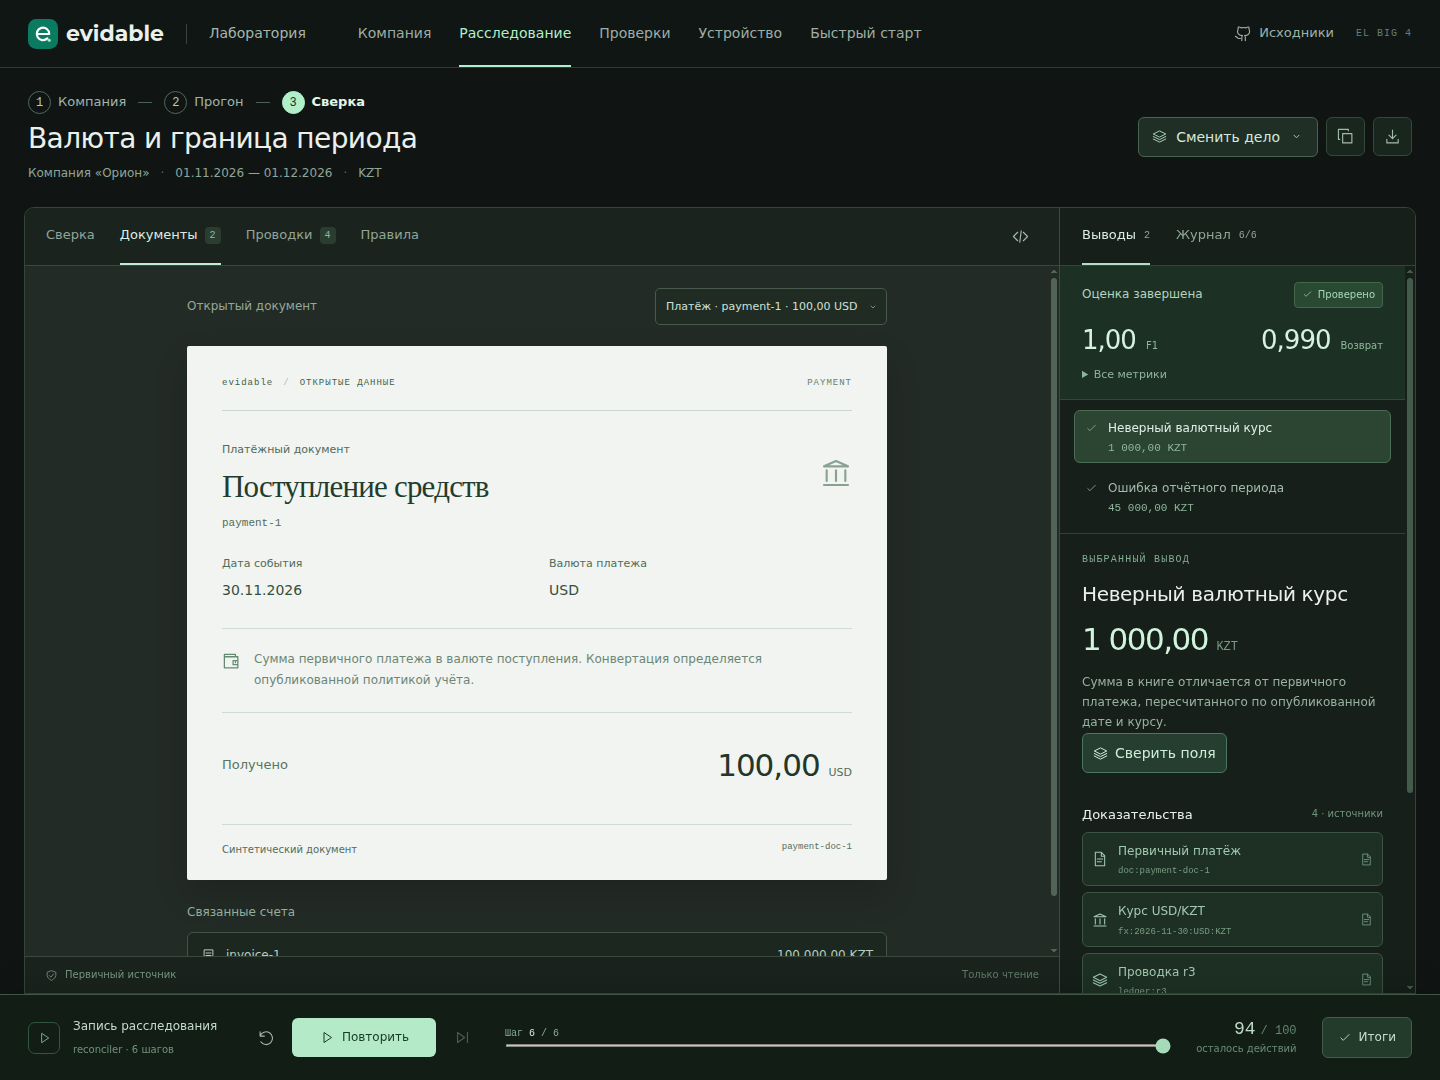 evidable
Лаборатория
Компания
Расследование
Проверки
Устройство
Быстрый старт
Исходники
EL BIG 4
1 Компания — 2 Прогон — 3 Сверка
Валюта и граница периода
Компания «Орион» · 01.11.2026 — 01.12.2026 · KZT
Сменить дело
Сверка
Документы 2
Проводки 4
Правила
Открытый документ
Платёж · payment-1 · 100,00 USD
evidable / ОТКРЫТЫЕ ДАННЫЕ
PAYMENT
Платёжный документ
Поступление средств
payment-1
Дата события
30.11.2026
Валюта платежа
USD
Сумма первичного платежа в валюте поступления. Конвертация определяется
опубликованной политикой учёта.
Получено
100,00 USD
Синтетический документ
payment-doc-1
Связанные счета
invoice-1
100 000,00 KZT
Первичный источник
Только чтение
Выводы 2
Журнал 6/6
Оценка завершена
Проверено
1,00 F1
0,990 Возврат
Все метрики
Неверный валютный курс
1 000,00 KZT
Ошибка отчётного периода
45 000,00 KZT
ВЫБРАННЫЙ ВЫВОД
Неверный валютный курс
1 000,00 KZT
Сумма в книге отличается от первичного
платежа, пересчитанного по опубликованной
дате и курсу.
Сверить поля
Доказательства
4 · источники
Первичный платёж
doc:payment-doc-1
Курс USD/KZT
fx:2026-11-30:USD:KZT
Проводка r3
ledger:r3
Запись расследования
reconciler · 6 шагов
Повторить
Шаг 6 / 6
94 / 100
осталось действий
Итоги